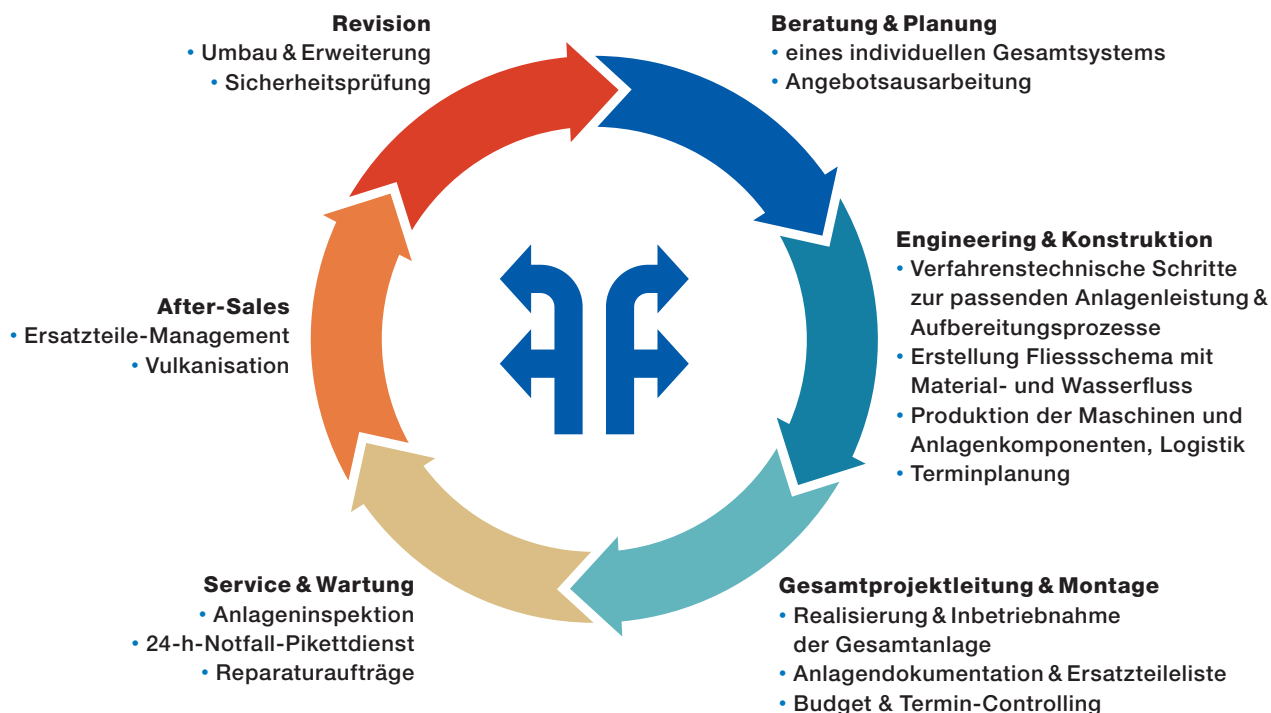 Revision
• Umbau & Erweiterung
• Sicherheitsprüfung
Beratung & Planung
• eines individuellen Gesamtsystems
• Angebotsausarbeitung
Engineering & Konstruktion
• Verfahrenstechnische Schritte
zur passenden Anlagenleistung &
Aufbereitungsprozesse
• Erstellung Fliessschema mit
Material- und Wasserfluss
• Produktion der Maschinen und
Anlagenkomponenten, Logistik
• Terminplanung
After-Sales
• Ersatzteile-Management
• Vulkanisation
Service & Wartung
• Anlageninspektion
• 24-h-Notfall-Pikettdienst
• Reparaturaufträge
Gesamtprojektleitung & Montage
• Realisierung & Inbetriebnahme
der Gesamtanlage
• Anlagendokumentation & Ersatzteileliste
• Budget & Termin-Controlling